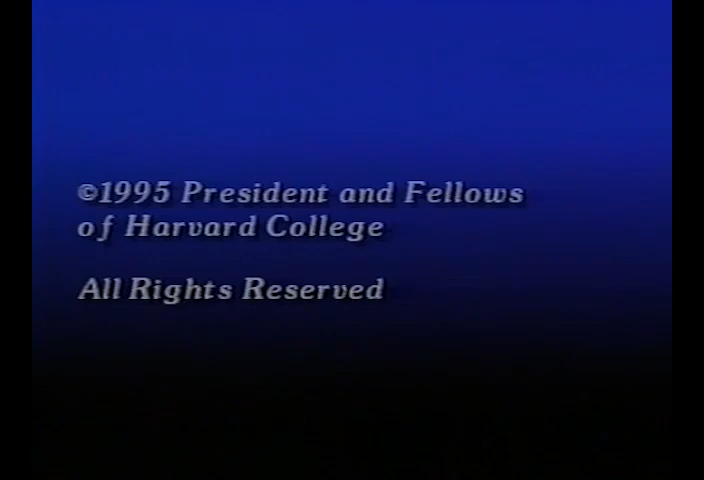 ©1995 President and Fellows
of Harvard College
All Rights Reserved